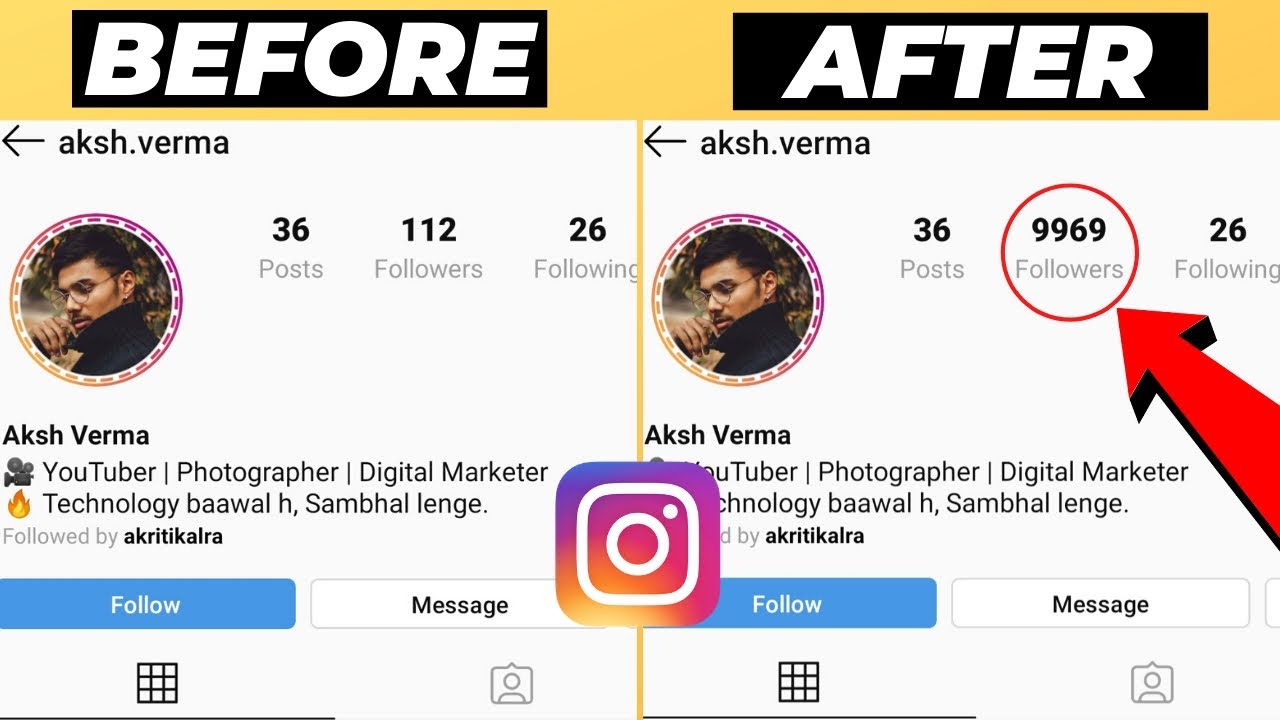 BEFORE
aksh.verma
36 112 26
Posts Followers Following
Aksh Verma
YouTuber | Photographer | Digital Marketer
Technology baawal h, Sambhal lenge.
Followed by akritikalra
Follow Message
AFTER
aksh.verma
36 9969 26
Posts Followers Following
Aksh Verma
YouTuber | Photographer | Digital Marketer
chnology baawal h, Sambhal lenge.
d by akritikalra
Follow Message